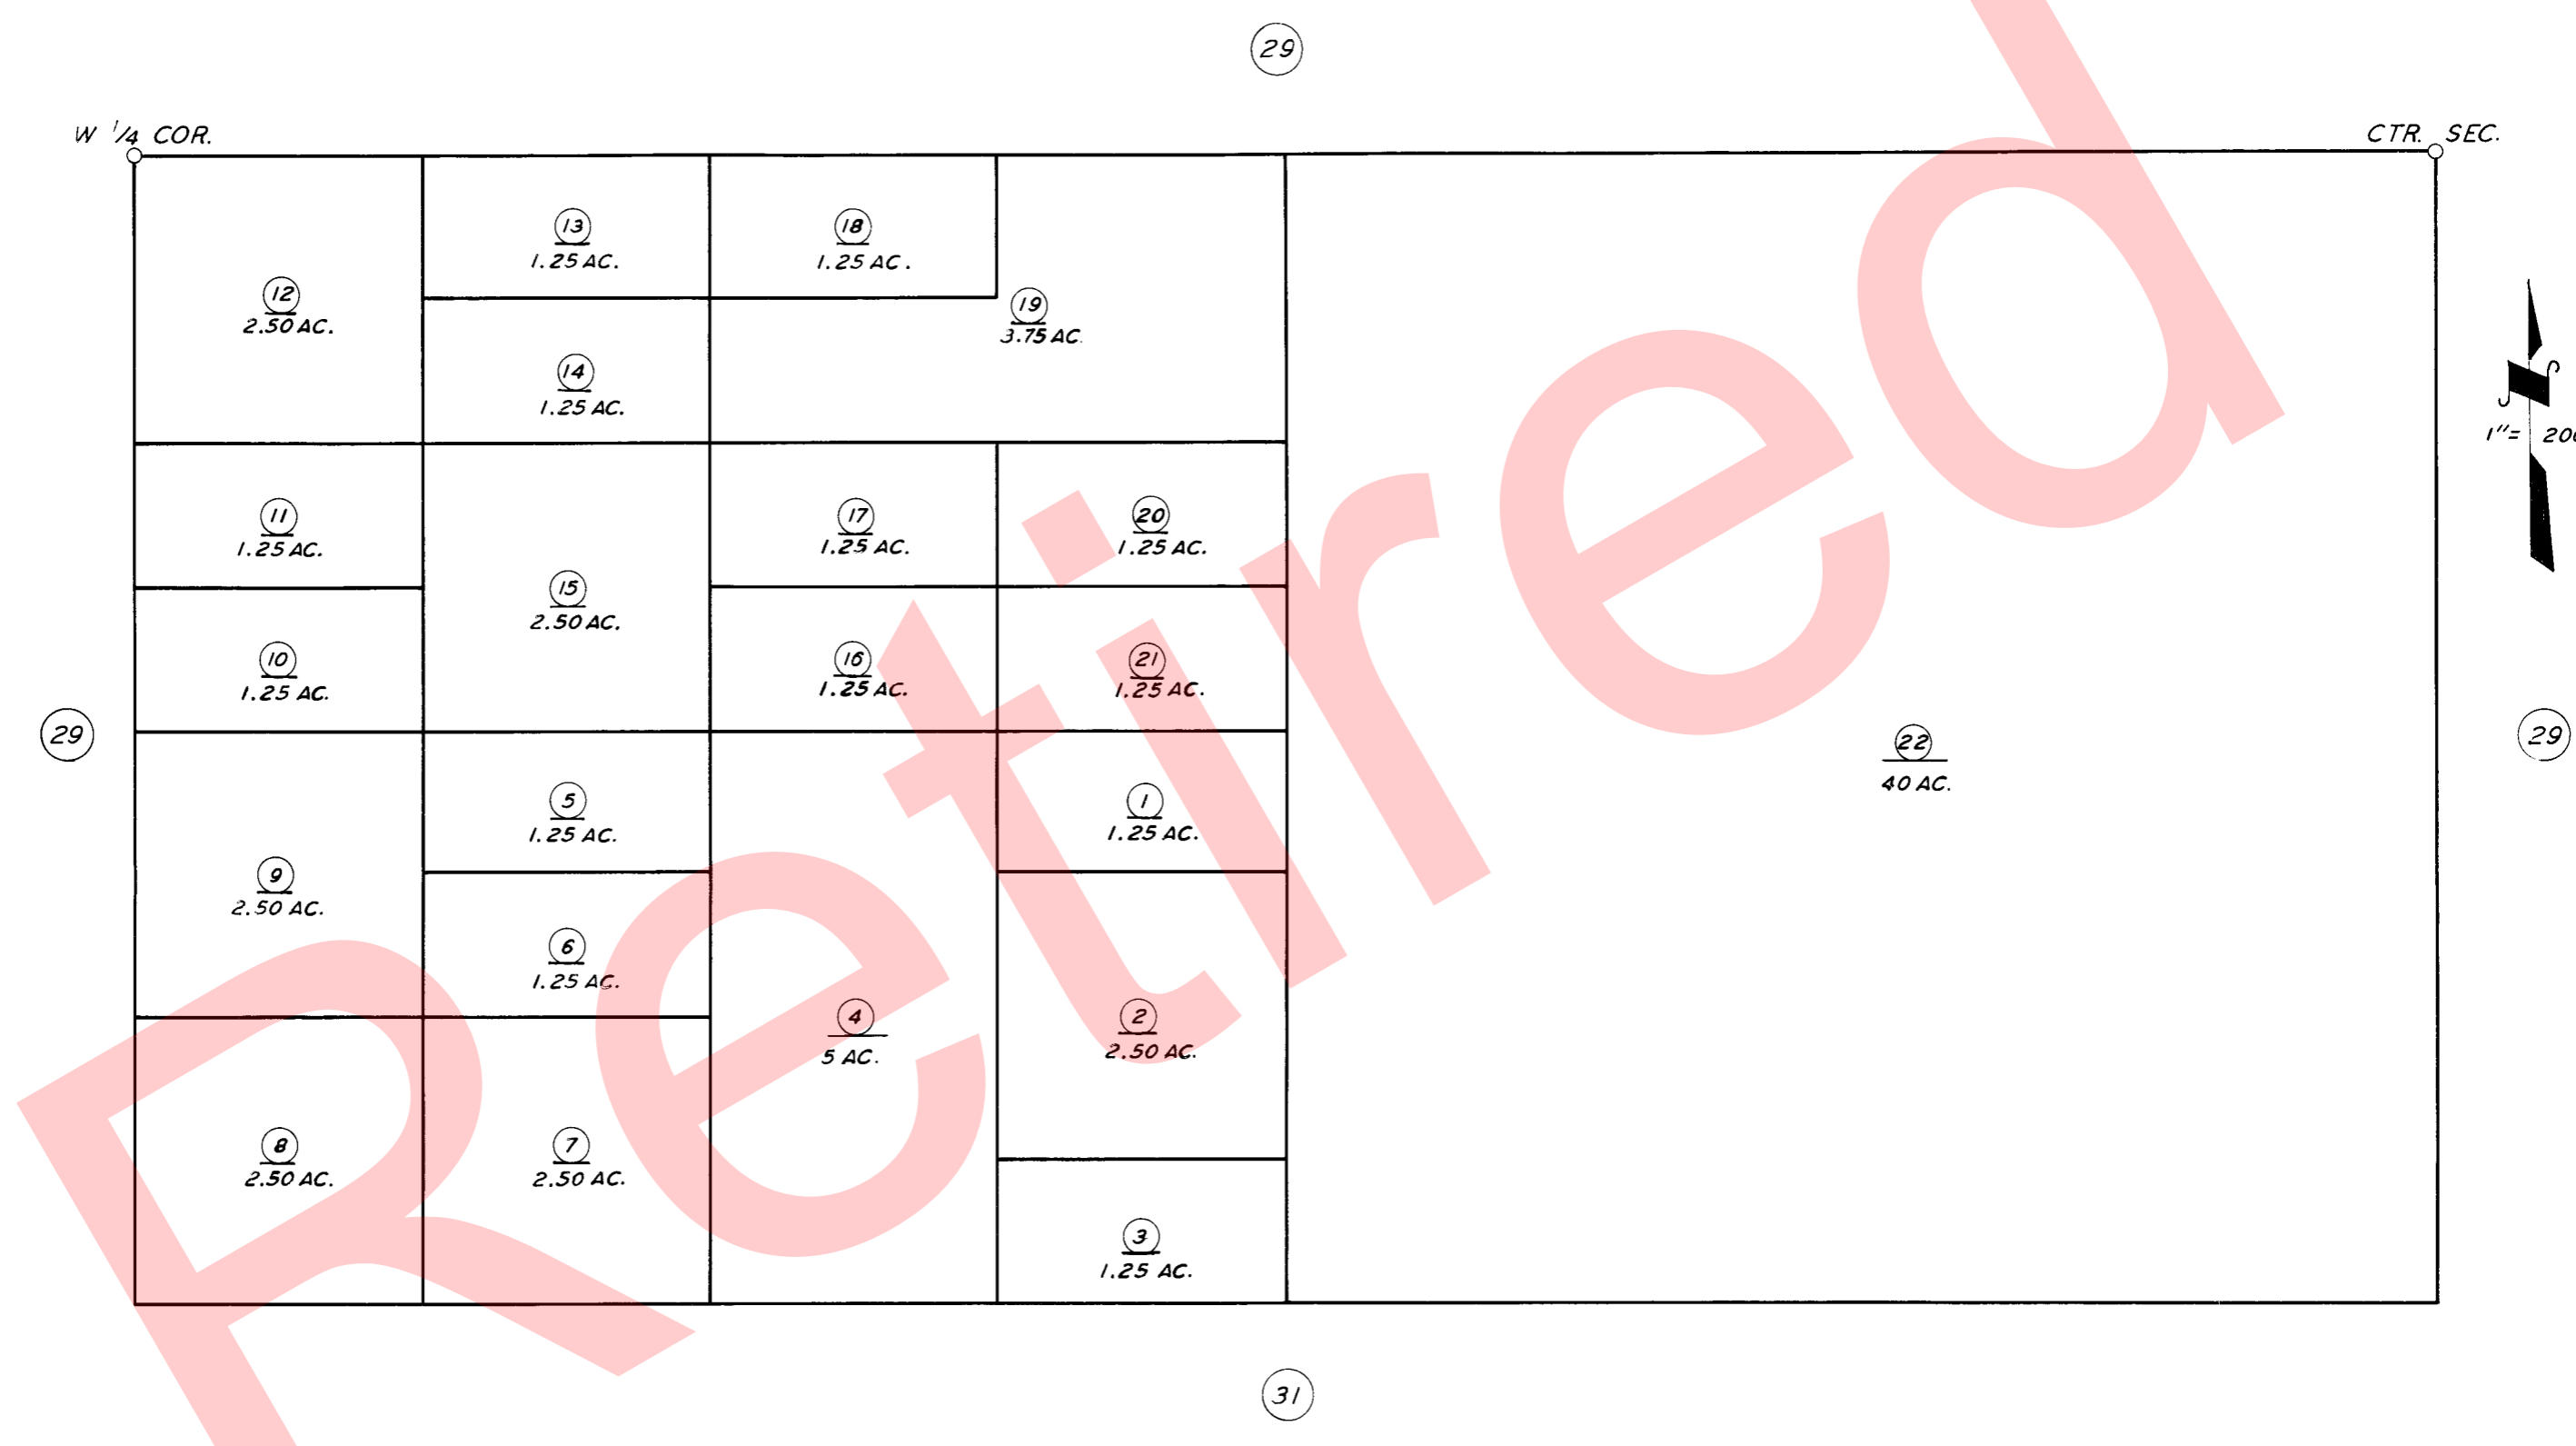 29
W 1/4 COR.
CTR. SEC.
13
1.25 AC.
18
1.25 AC.
12
2.50 AC.
19
3.75 AC.
14
1.25 AC.
1"=
11
1.25 AC.
17
1.25 AC.
20
1.25 AC.
15
2.50 AC.
10
1.25 AC.
16
1.25 AC.
21
1.25 AC.
29
22
40 AC.
29
5
1.25 AC.
1
1.25 AC.
9
2.50 AC.
6
1.25 AC.
4
5 AC.
2
2.50 AC.
8
2.50 AC.
7
2.50 AC.
3
1.25 AC.
31
Retired